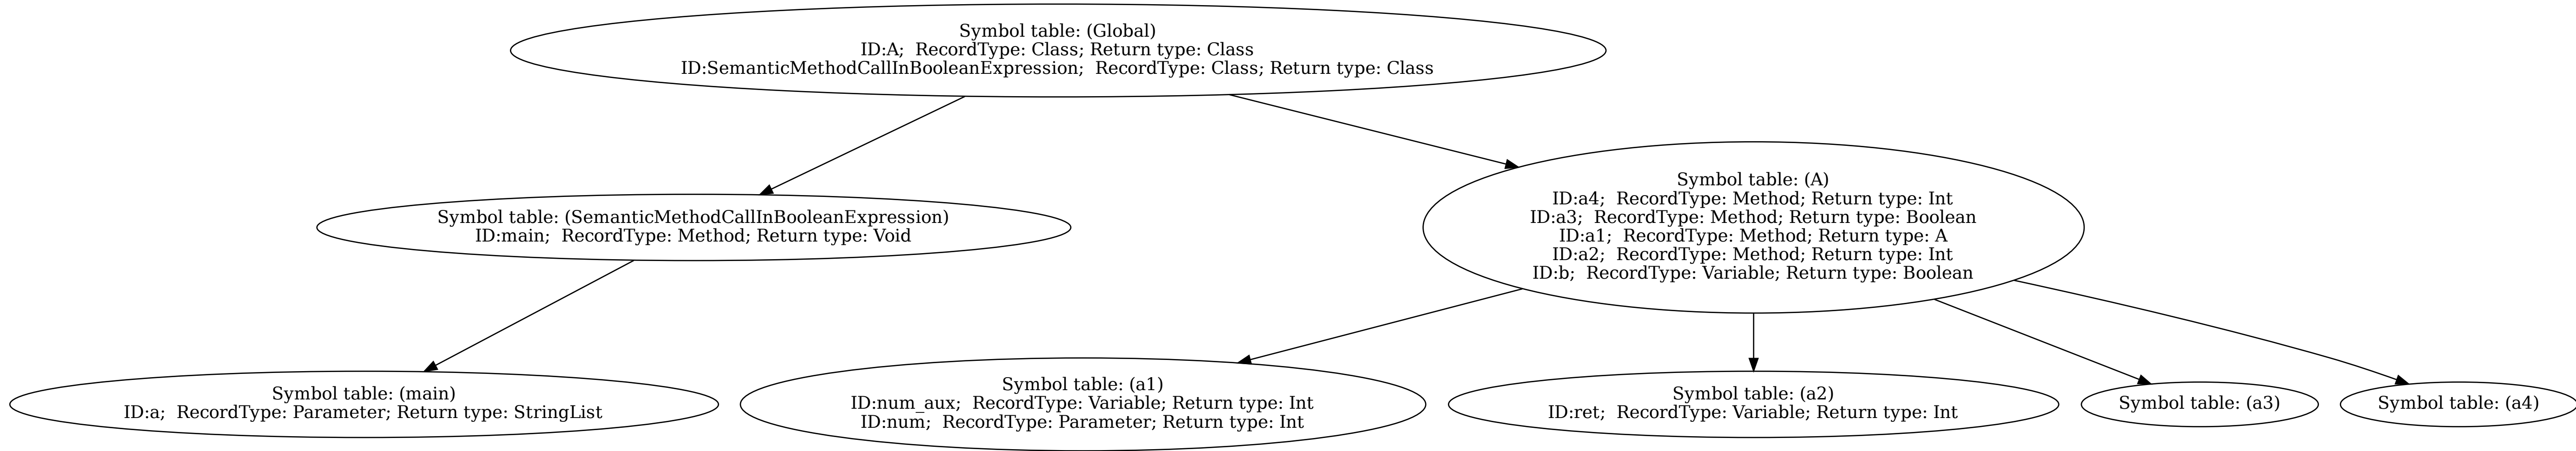 Symbol table: (Global)
ID:A;  RecordType: Class; Return type: Class
ID:SemanticMethodCallInBooleanExpression;  RecordType: Class; Return type: Class
Symbol table: (SemanticMethodCallInBooleanExpression)
ID:main;  RecordType: Method; Return type: Void
Symbol table: (A)
ID:a4;  RecordType: Method; Return type: Int
ID:a3;  RecordType: Method; Return type: Boolean
ID:a1;  RecordType: Method; Return type: A
ID:a2;  RecordType: Method; Return type: Int
ID:b;  RecordType: Variable; Return type: Boolean
Symbol table: (main)
ID:a;  RecordType: Parameter; Return type: StringList
Symbol table: (a1)
ID:num_aux;  RecordType: Variable; Return type: Int
ID:num;  RecordType: Parameter; Return type: Int
Symbol table: (a2)
ID:ret;  RecordType: Variable; Return type: Int
Symbol table: (a3)
Symbol table: (a4)